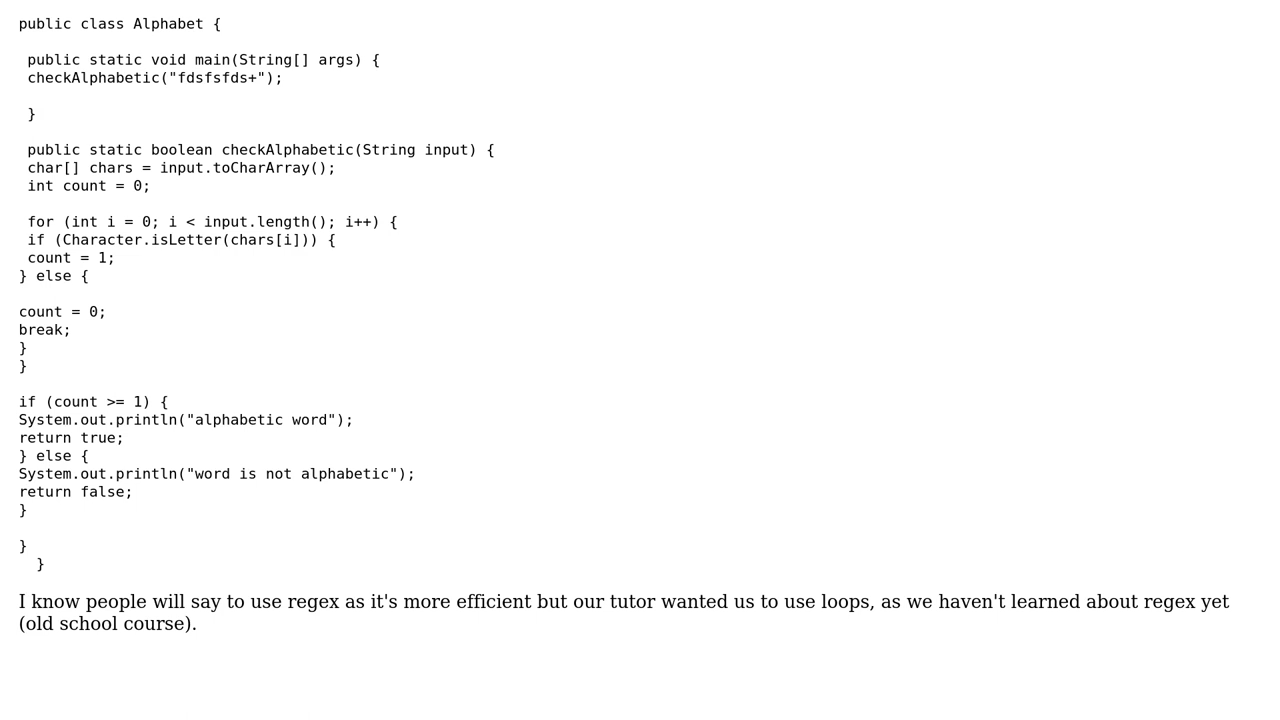 public class Alphabet {
public static void main(String[] args) {
checkAlphabetic("fdsfsfds+");
}
public static boolean checkAlphabetic(String input) {
char[] chars = input.toCharArray();
int count = 0;
for (int i = 0; i < input.length(); i++) {
if (Character.isLetter(chars[i])) {
count = 1;
} else {
count = 0;
break;
}
}
if (count >= 1) {
System.out.println("alphabetic word");
return true;
} else {
System.out.println("word is not alphabetic");
return false;
}
}
}
I know people will say to use regex as it's more efficient but our tutor wanted us to use loops, as we haven't learned about regex yet
(old school course).